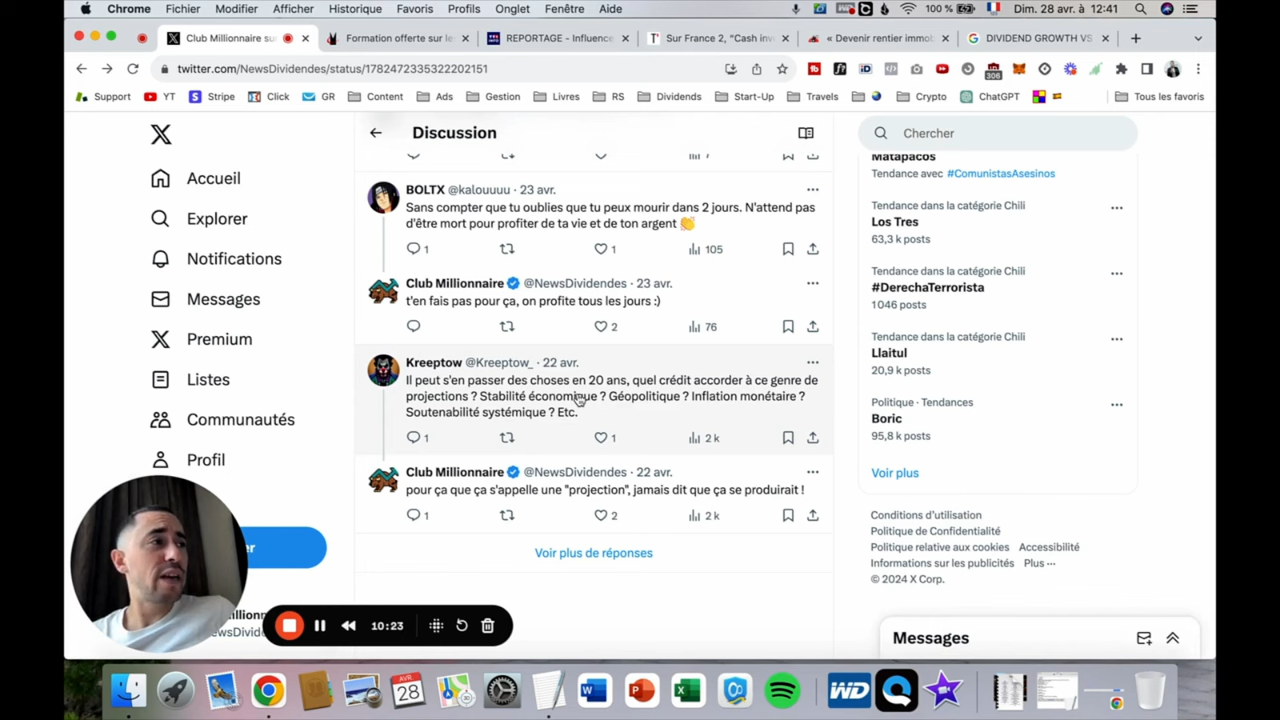 Chrome Fichier Modifier Afficher Historique Favoris Profils Onglet Fenêtre Aide 100 % Dim. 28 avr. à 12:41
Club Millionnaire su Formation offerte sur les REPORTAGE - Influence Sur France 2, "Cash inv « Devenir rentier immob DIVIDEND GROWTH VS
twitter.com/NewsDividendes/status/1782472335322202151 306
Support YT Stripe Click GR Content Ads Gestion Livres RS Dividends Start-Up Travels Crypto ChatGPT Tous les favoris
Accueil
Explorer
Notifications
Messages
Premium
Listes
Communautés
Profil
er
Discussion
7
BOLTX @kalouuuu · 23 avr.
Sans compter que tu oublies que tu peux mourir dans 2 jours. N'attend pas
d'être mort pour profiter de ta vie et de ton argent 👏
1 1 105
Club Millionnaire @NewsDividendes · 23 avr.
t'en fais pas pour ça, on profite tous les jours :)
2 76
Kreeptow @Kreeptow_ · 22 avr.
Il peut s'en passer des choses en 20 ans, quel crédit accorder à ce genre de
projections ? Stabilité économique ? Géopolitique ? Inflation monétaire ?
Soutenabilité systémique ? Etc.
1 1 2 k
Club Millionnaire @NewsDividendes · 22 avr.
pour ça que ça s'appelle une "projection", jamais dit que ça se produirait !
1 2 2 k
Voir plus de réponses
10:23
Chercher
Matapacos
Tendance avec #ComunistasAsesinos
Tendance dans la catégorie Chili
Los Tres
63,3 k posts
Tendance dans la catégorie Chili
#DerechaTerrorista
1 046 posts
Tendance dans la catégorie Chili
Llaitul
20,9 k posts
Politique · Tendances
Boric
95,8 k posts
Voir plus
Conditions d'utilisation
Politique de Confidentialité
Politique relative aux cookies Accessibilité
Informations sur les publicités Plus ···
© 2024 X Corp.
Messages
AVR.
28
WD